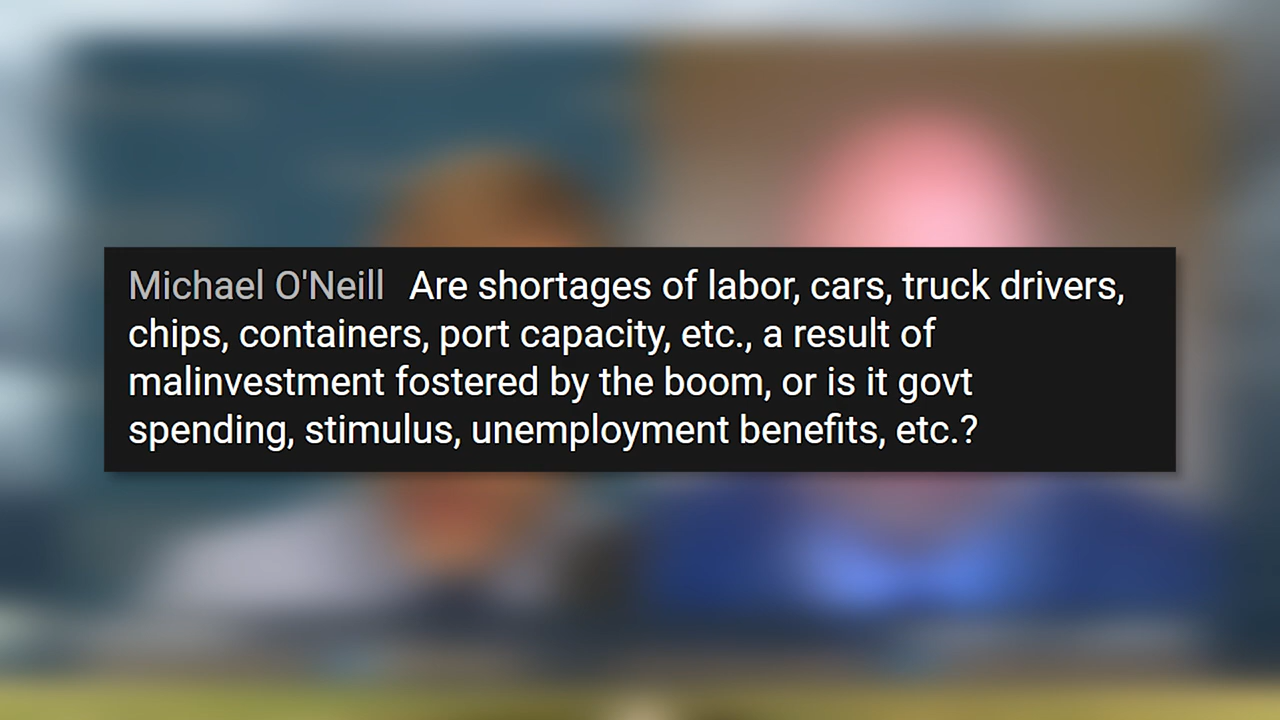 Michael O'Neill Are shortages of labor, cars, truck drivers,
chips, containers, port capacity, etc., a result of
malinvestment fostered by the boom, or is it govt
spending, stimulus, unemployment benefits, etc.?